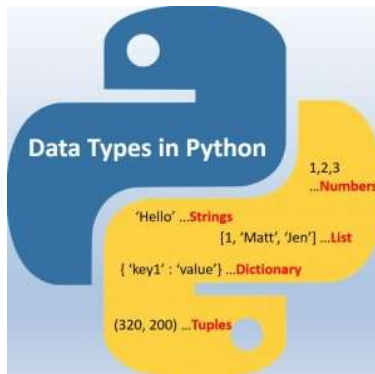 Data Types in Python
1,2,3
...Numbers
‘Hello’ ...Strings
[1, ‘Matt’, ‘Jen’] ...List
{ ‘key1’ : ‘value’} ...Dictionary
(320, 200) ...Tuples